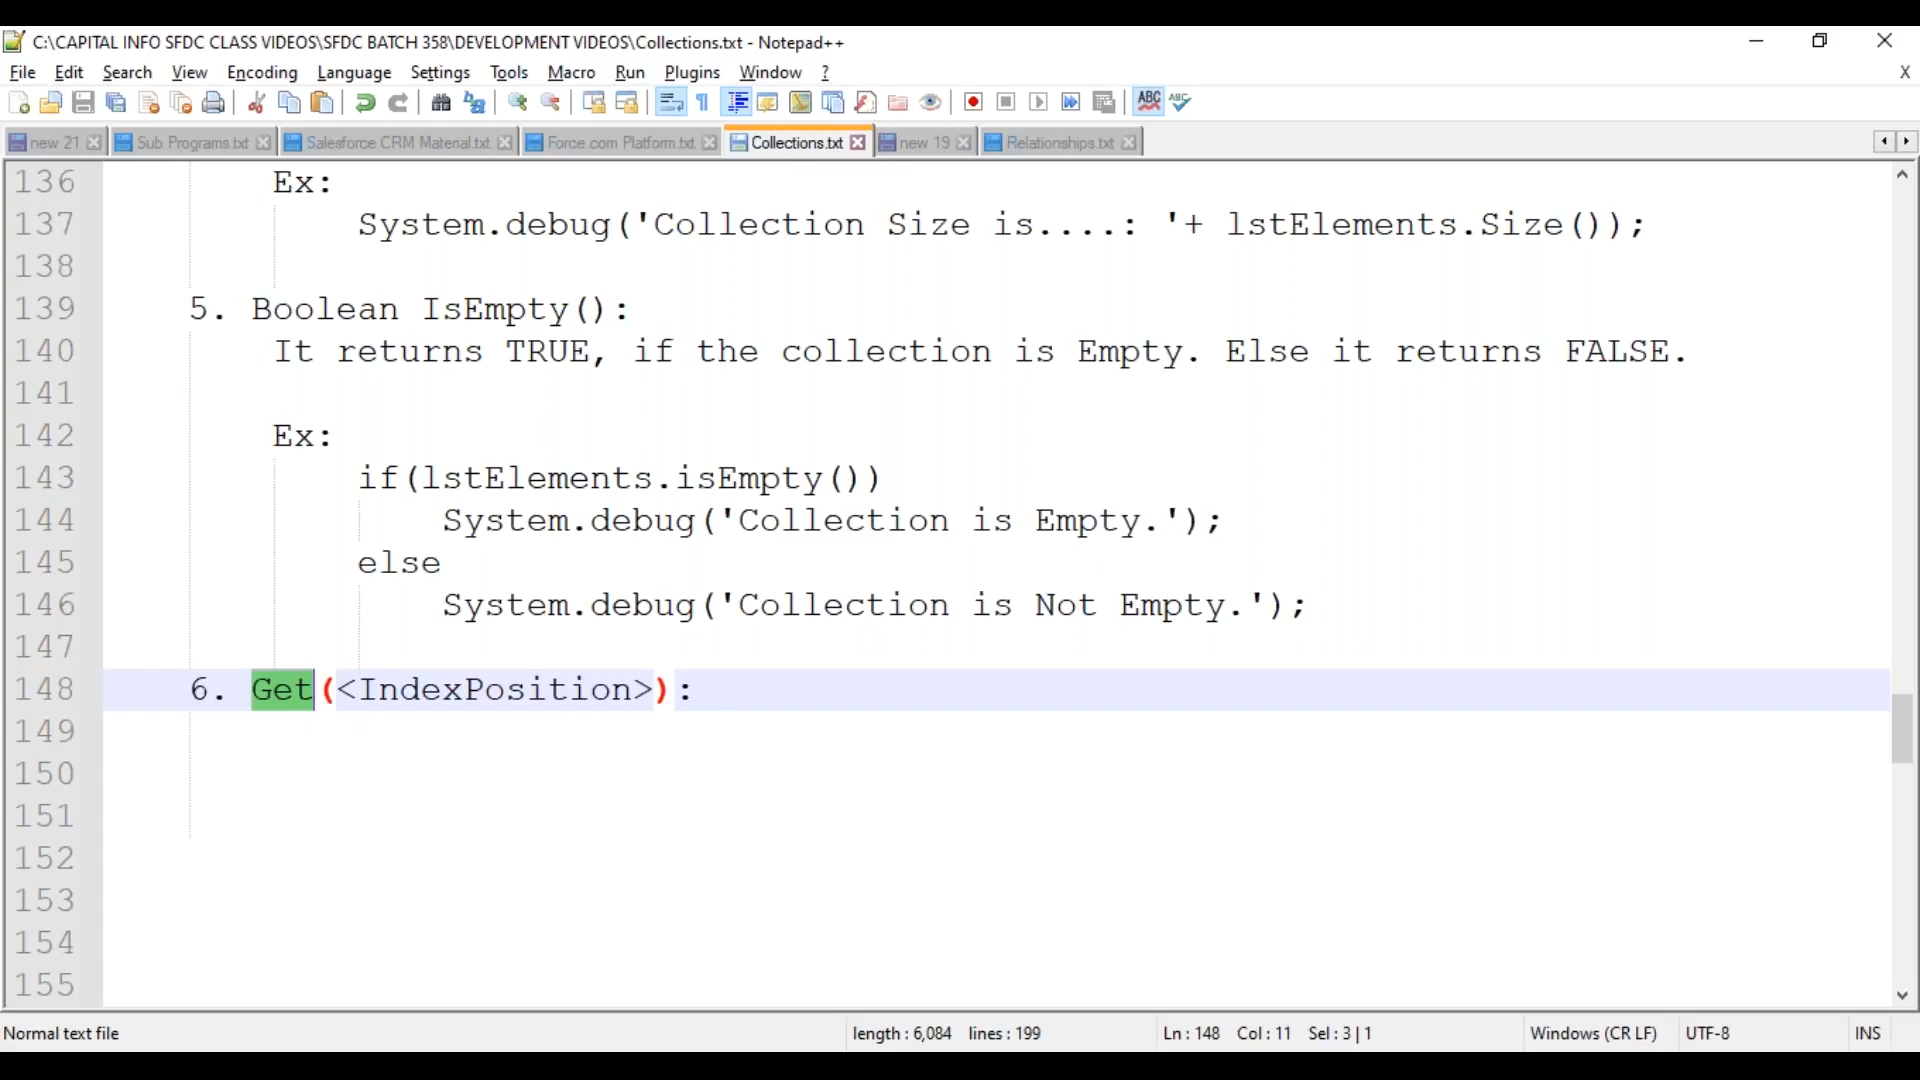 C:\CAPITAL INFO SFDC CLASS VIDEOS\SFDC BATCH 358\DEVELOPMENT VIDEOS\Collections.txt - Notepad++
File Edit Search View Encoding Language Settings Tools Macro Run Plugins Window ? X
ABC ABC
new 21 Sub Programs.txt Salesforce CRM Material.txt Force.com Platform.txt Collections.txt new 19 Relationships.txt
136 Ex:
137 System.debug('Collection Size is....: '+ lstElements.Size());
138
139 5. Boolean IsEmpty():
140 It returns TRUE, if the collection is Empty. Else it returns FALSE.
141
142 Ex:
143 if(lstElements.isEmpty())
144 System.debug('Collection is Empty.');
145 else
146 System.debug('Collection is Not Empty.');
147
148 6. Get(<IndexPosition>):
149
150
151
152
153
154
155
Normal text file length : 6,084 lines : 199 Ln : 148 Col : 11 Sel : 3 | 1 Windows (CR LF) UTF-8 INS